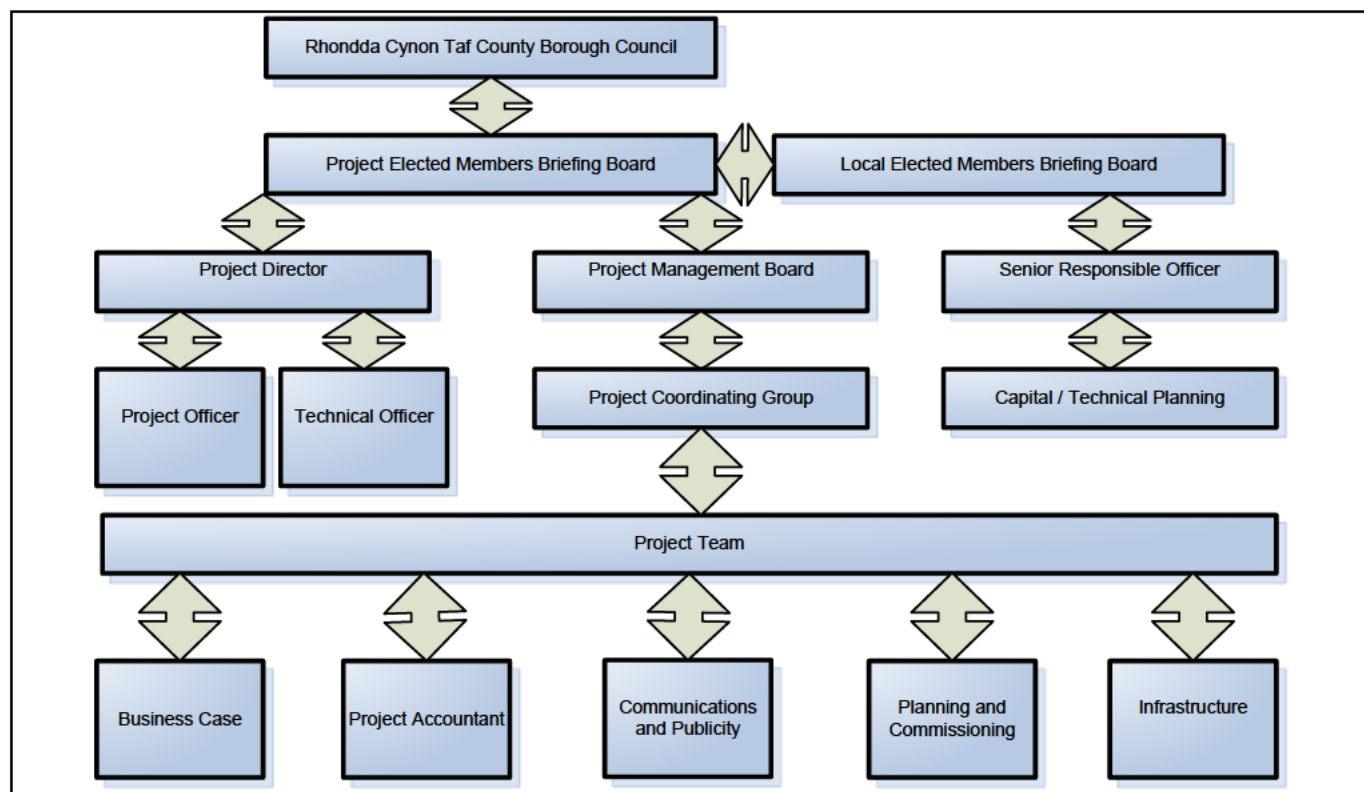 Rhondda Cynon Taf County Borough Council
Project Elected Members Briefing Board
Local Elected Members Briefing Board
Project Director
Project Management Board
Senior Responsible Officer
Project Officer
Technical Officer
Project Coordinating Group
Capital / Technical Planning
Project Team
Business Case
Project Accountant
Communications
and Publicity
Planning and
Commissioning
Infrastructure